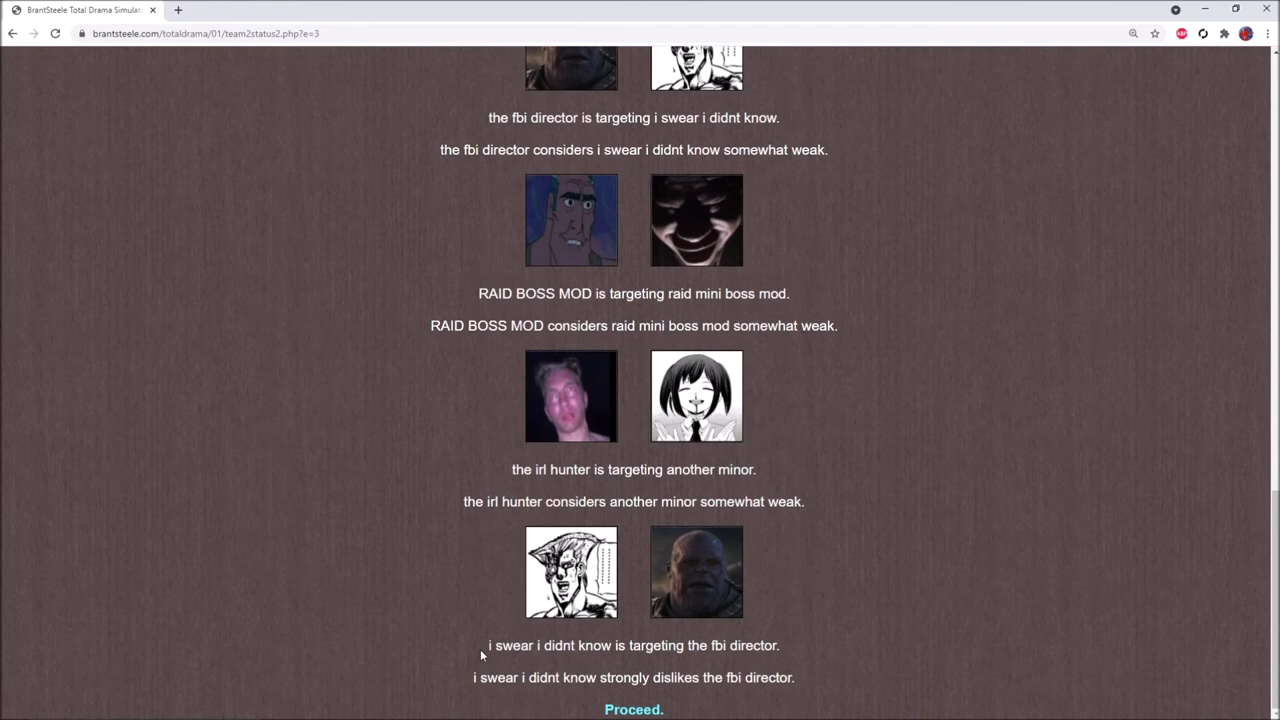 BrantSteele Total Drama Simulat
brantsteele.com/totaldrama/01/team2status2.php?e=3
ABP
the fbi director is targeting i swear i didnt know.
the fbi director considers i swear i didnt know somewhat weak.
RAID BOSS MOD is targeting raid mini boss mod.
RAID BOSS MOD considers raid mini boss mod somewhat weak.
the irl hunter is targeting another minor.
the irl hunter considers another minor somewhat weak.
i swear i didnt know is targeting the fbi director.
i swear i didnt know strongly dislikes the fbi director.
Proceed.